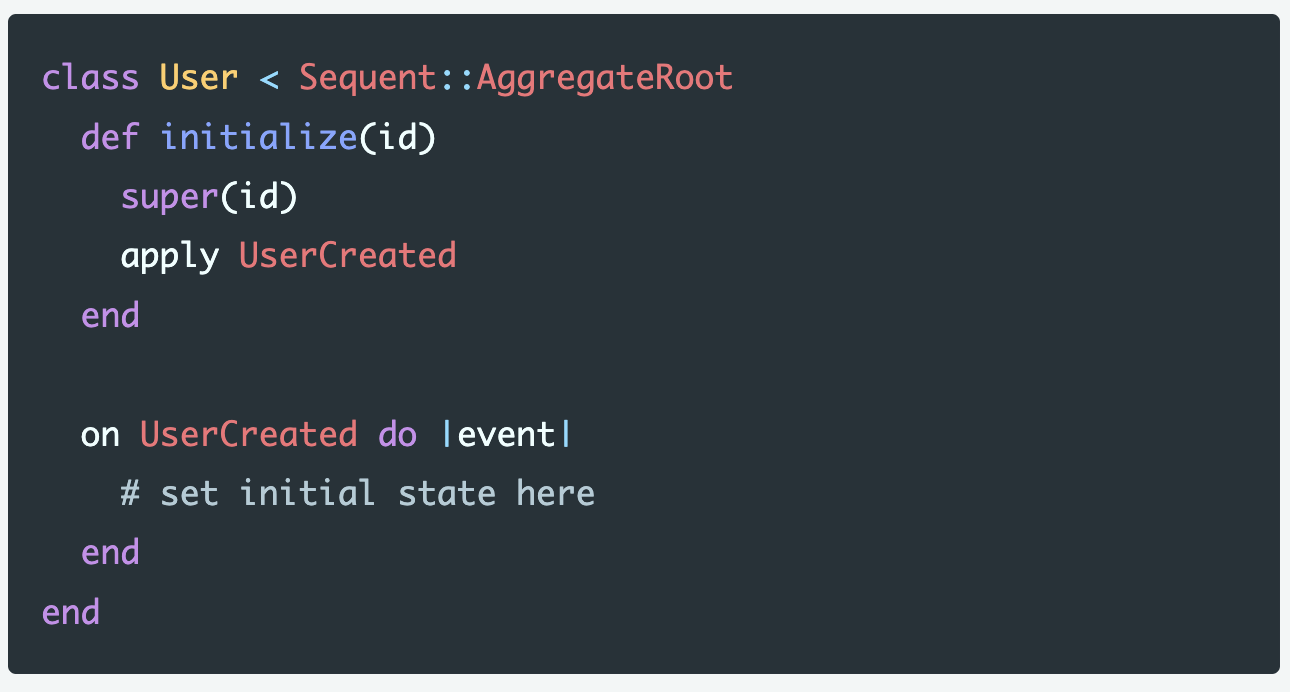 class User < Sequent::AggregateRoot
  def initialize(id)
    super(id)
    apply UserCreated
  end

  on UserCreated do |event|
    # set initial state here
  end
end